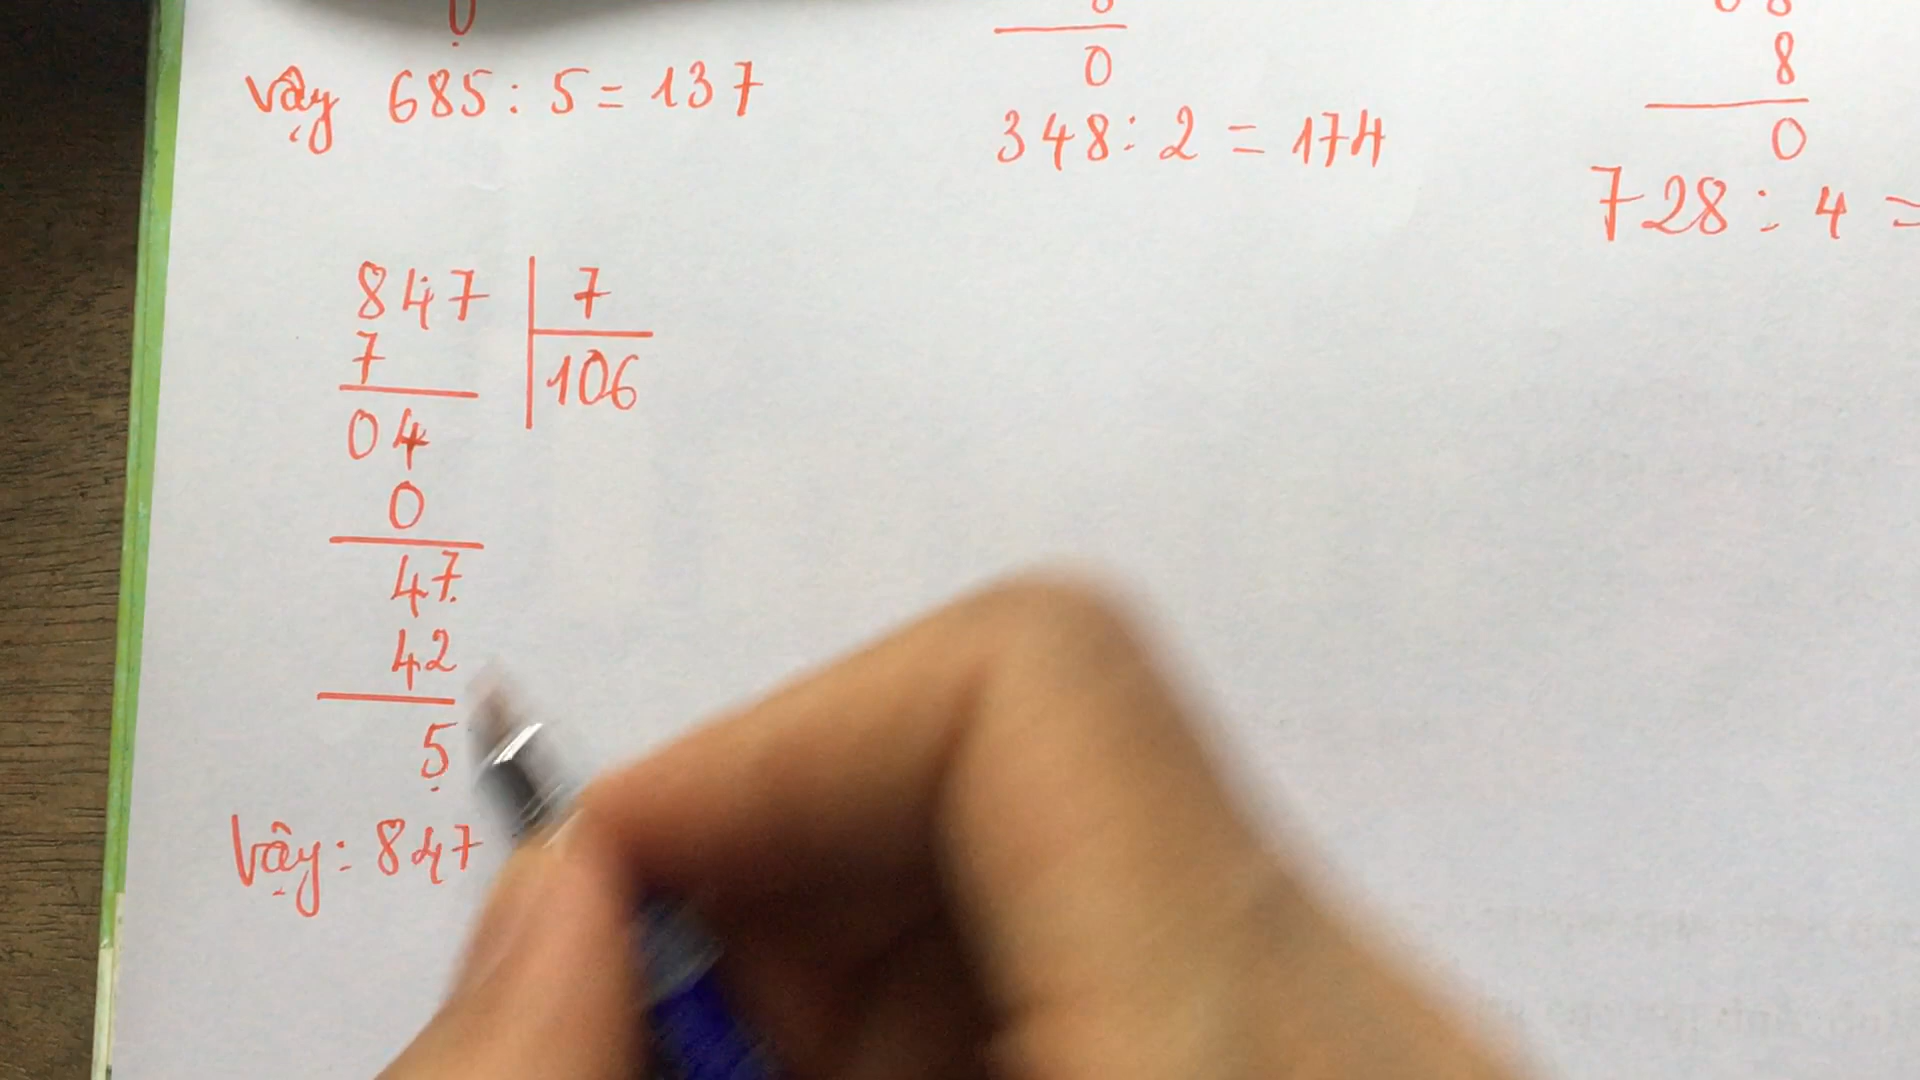 0
Vậy 685 : 5 = 137
847 7
7 106
04
0
47
42
5
Vậy : 847
0
348 : 2 = 174
8
0
728 : 4 =